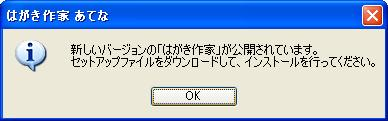 はがき作家 あてな
新しいバージョンの「はがき作家」が公開されています。
セットアップファイルをダウンロードして、インストールを行ってください。
OK